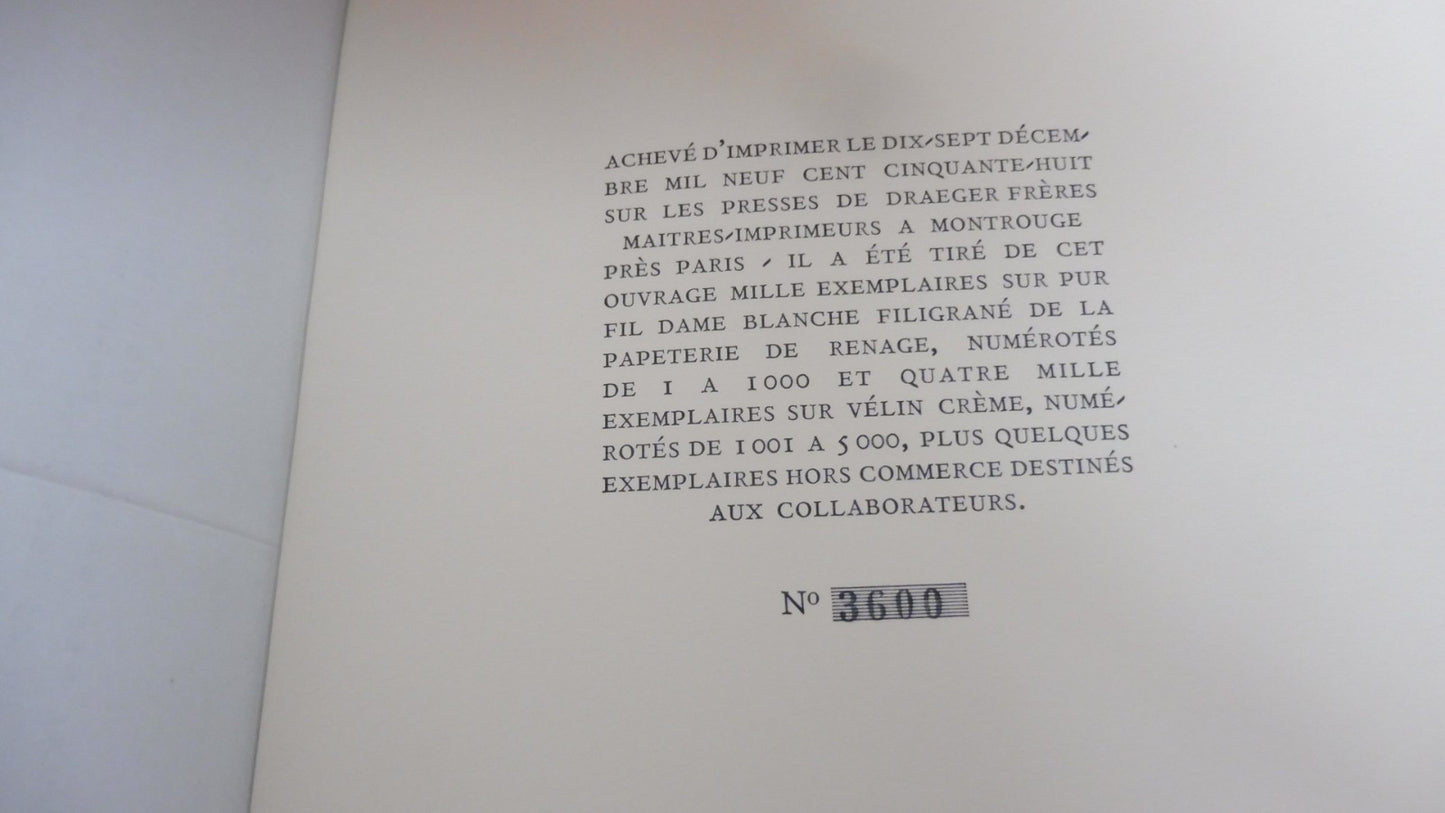 ACHEVÉ D'IMPRIMER LE DIX-SEPT DÉCEM-
BRE MIL NEUF CENT CINQUANTE-HUIT
SUR LES PRESSES DE DRAEGER FRÈRES
MAITRES-IMPRIMEURS A MONTROUGE
PRÈS PARIS - IL A ÉTÉ TIRÉ DE CET
OUVRAGE MILLE EXEMPLAIRES SUR PUR
FIL DAME BLANCHE FILIGRANÉ DE LA
PAPETERIE DE RENAGE, NUMÉROTÉS
DE 1 A 1000 ET QUATRE MILLE
EXEMPLAIRES SUR VÉLIN CRÈME, NUMÉ-
ROTÉS DE 1001 A 5000, PLUS QUELQUES
EXEMPLAIRES HORS COMMERCE DESTINÉS
AUX COLLABORATEURS.
Nº 3600